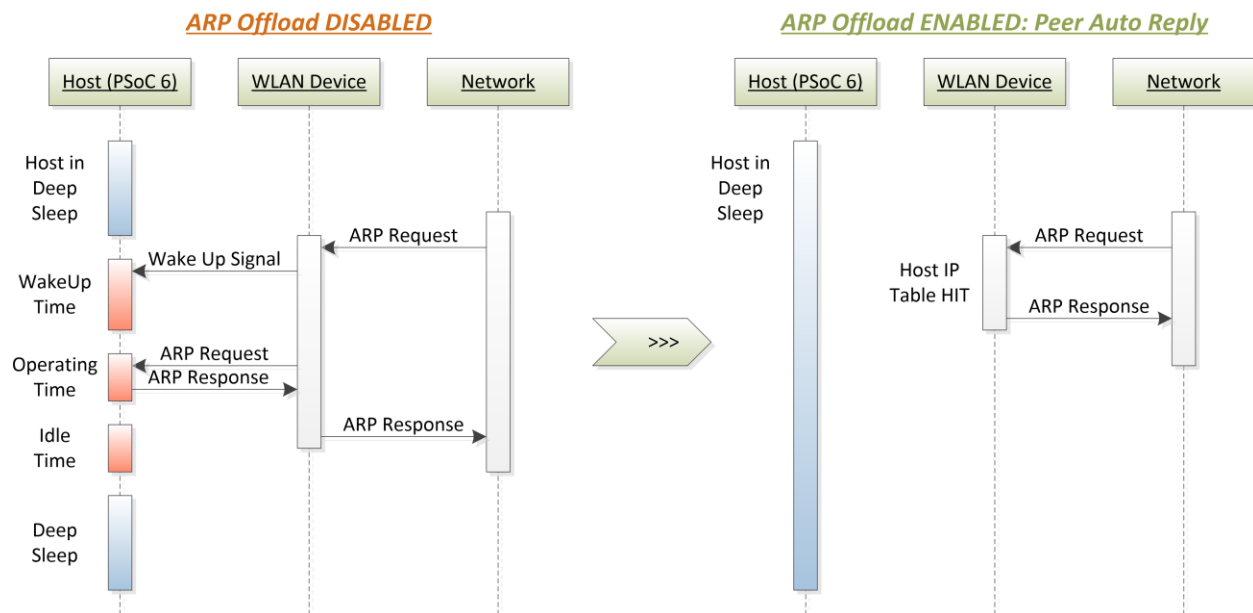 ARP Offload DISABLED
Host (PSoC 6)
WLAN Device
Network
Host in
Deep
Sleep
ARP Request
Wake Up Signal
WakeUp
Time
ARP Request
Operating
Time
ARP Response
ARP Response
Idle
Time
Deep
Sleep
>>>
ARP Offload ENABLED: Peer Auto Reply
Host (PSoC 6)
WLAN Device
Network
Host in
Deep
Sleep
ARP Request
Host IP
Table HIT
ARP Response